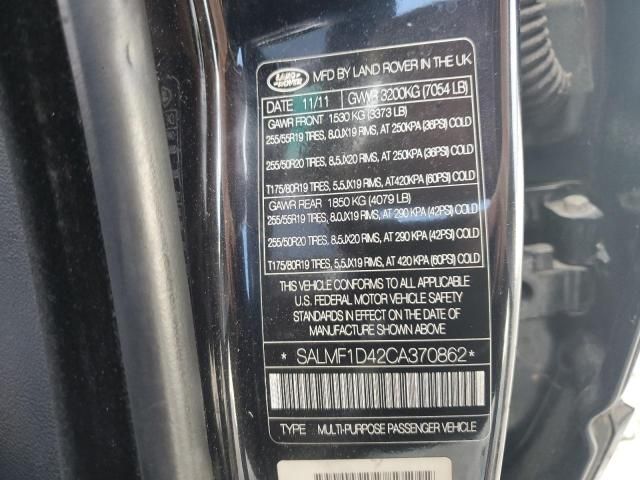 LAND ROVER
MFD BY LAND ROVER IN THE UK
DATE 11/11 GVWR 3200KG (7054 LB)
GAWR FRONT 1530 KG (3373 LB)
255/55R19 TIRES, 8.0JX19 RIMS, AT 250KPA (36PSI) COLD
255/50R20 TIRES, 8.5JX20 RIMS, AT 250KPA (36PSI) COLD
T175/80R19 TIRES, 5.5JX19 RIMS, AT420KPA (60PSI) COLD
GAWR REAR 1850 KG (4079 LB)
255/55R19 TIRES, 8.0JX19 RIMS, AT 290 KPA (42PSI) COLD
255/50R20 TIRES, 8.5JX20 RIMS, AT 290 KPA (42PSI) COLD
T175/80R19 TIRES, 5.5JX19 RIMS, AT 420 KPA (60PSI) COLD
THIS VEHICLE CONFORMS TO ALL APPLICABLE
U.S. FEDERAL MOTOR VEHICLE SAFETY
STANDARDS IN EFFECT ON THE DATE OF
MANUFACTURE SHOWN ABOVE
* SALMF1D42CA370862 *
TYPE MULTI-PURPOSE PASSENGER VEHICLE